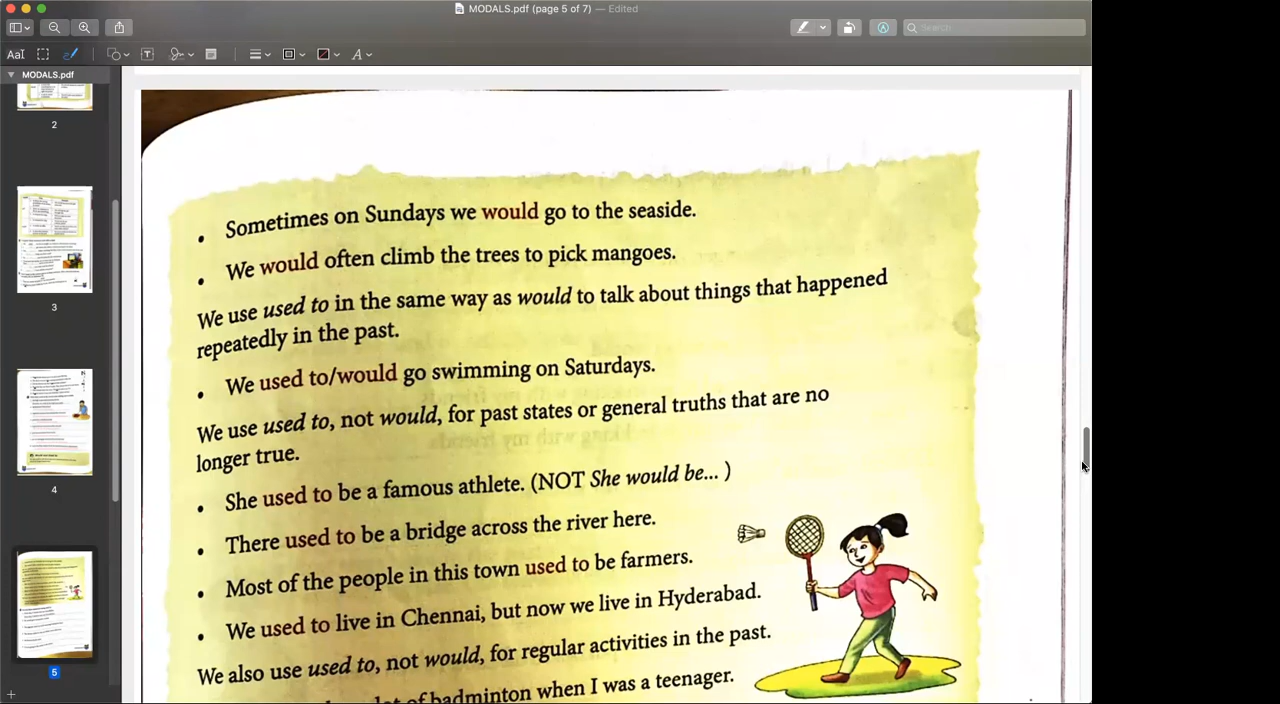 MODALS.pdf (page 5 of 7) — Edited
Search
AaI
A
MODALS.pdf
2
3
4
5
Sometimes on Sundays we would go to the seaside.
We would often climb the trees to pick mangoes.
We use used to in the same way as would to talk about things that happened
repeatedly in the past.
We used to/would go swimming on Saturdays.
We use used to, not would, for past states or general truths that are no
longer true.
She used to be a famous athlete. (NOT She would be... )
There used to be a bridge across the river here.
Most of the people in this town used to be farmers.
We used to live in Chennai, but now we live in Hyderabad.
We also use used to, not would, for regular activities in the past.
of badminton when I was a teenager.